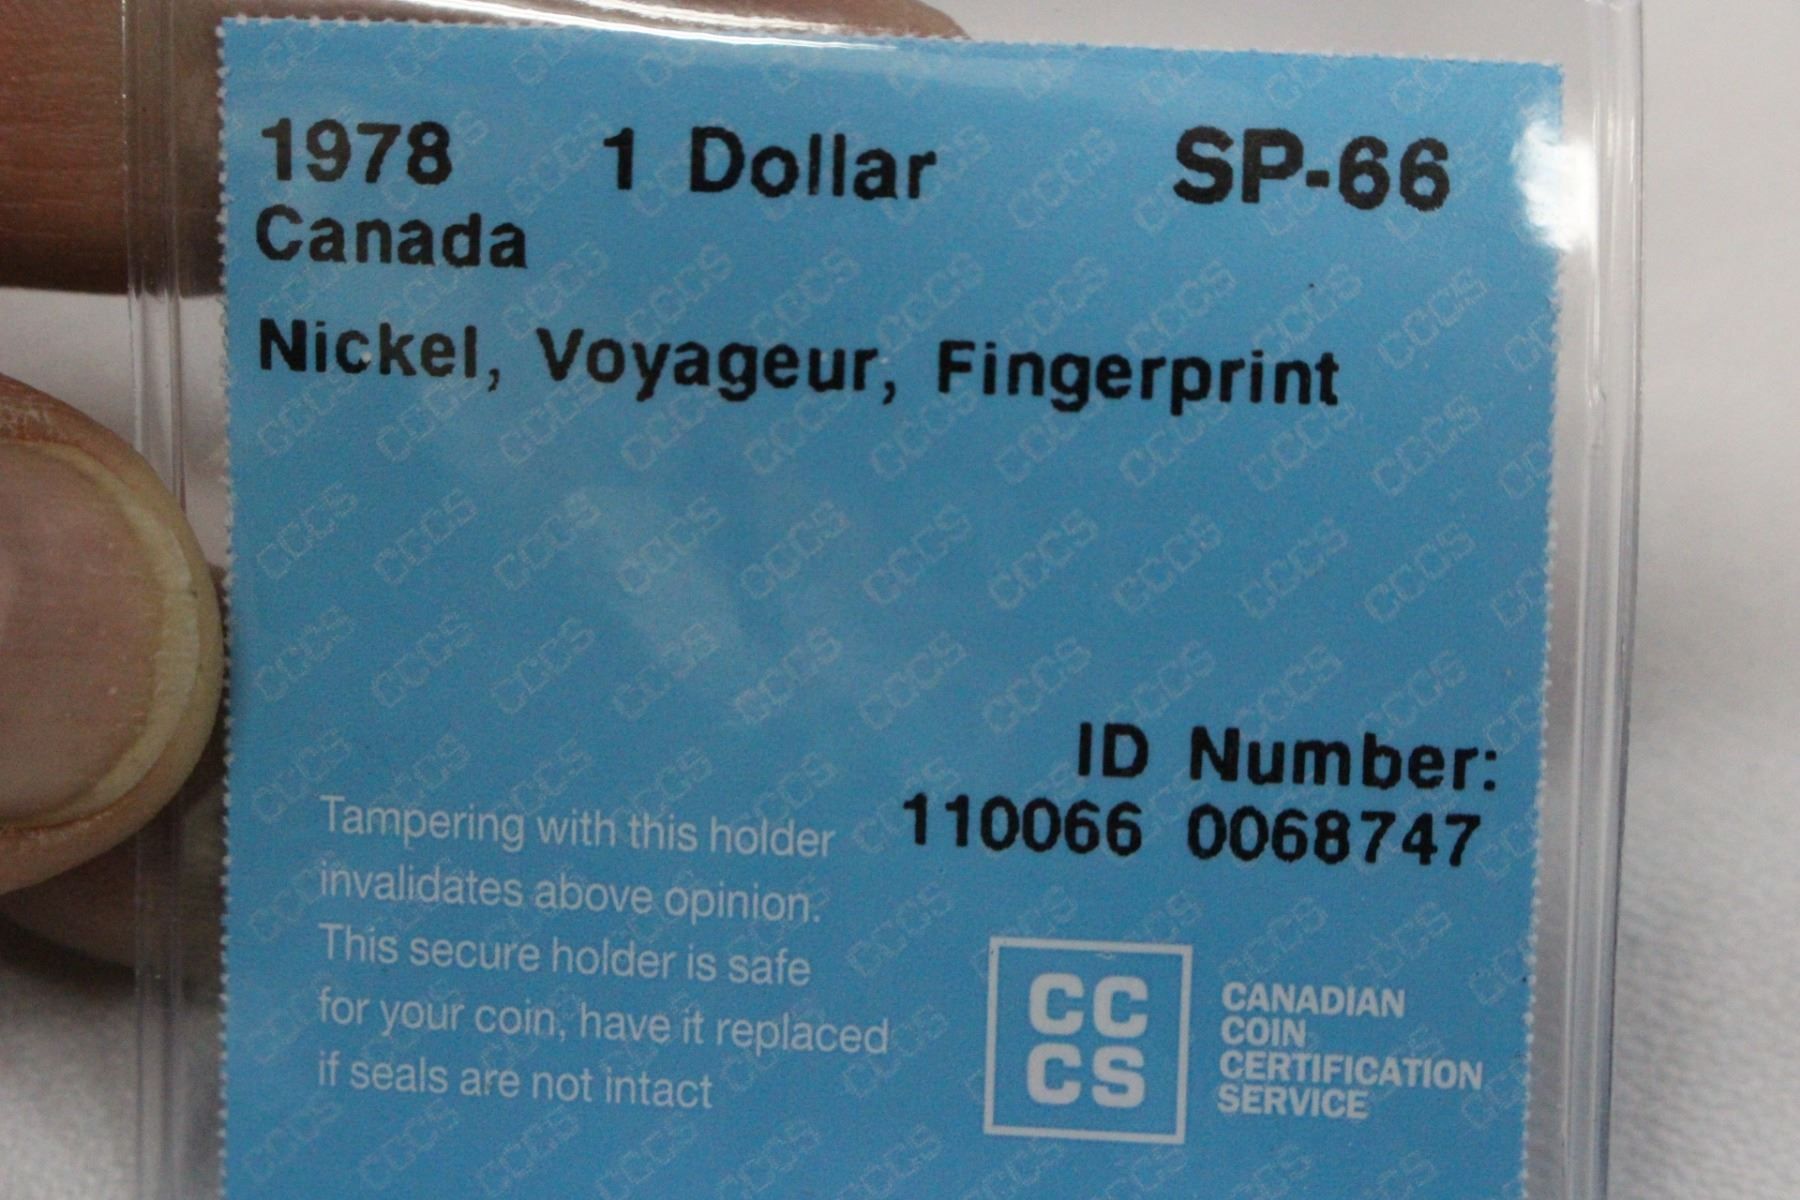 1978 1 Dollar SP-66
Canada
Nickel, Voyageur, Fingerprint
ID Number:
110066 0068747
Tampering with this holder
invalidates above opinion.
This secure holder is safe
for your coin, have it replaced
if seals are not intact
CC
CS
CANADIAN
COIN
CERTIFICATION
SERVICE